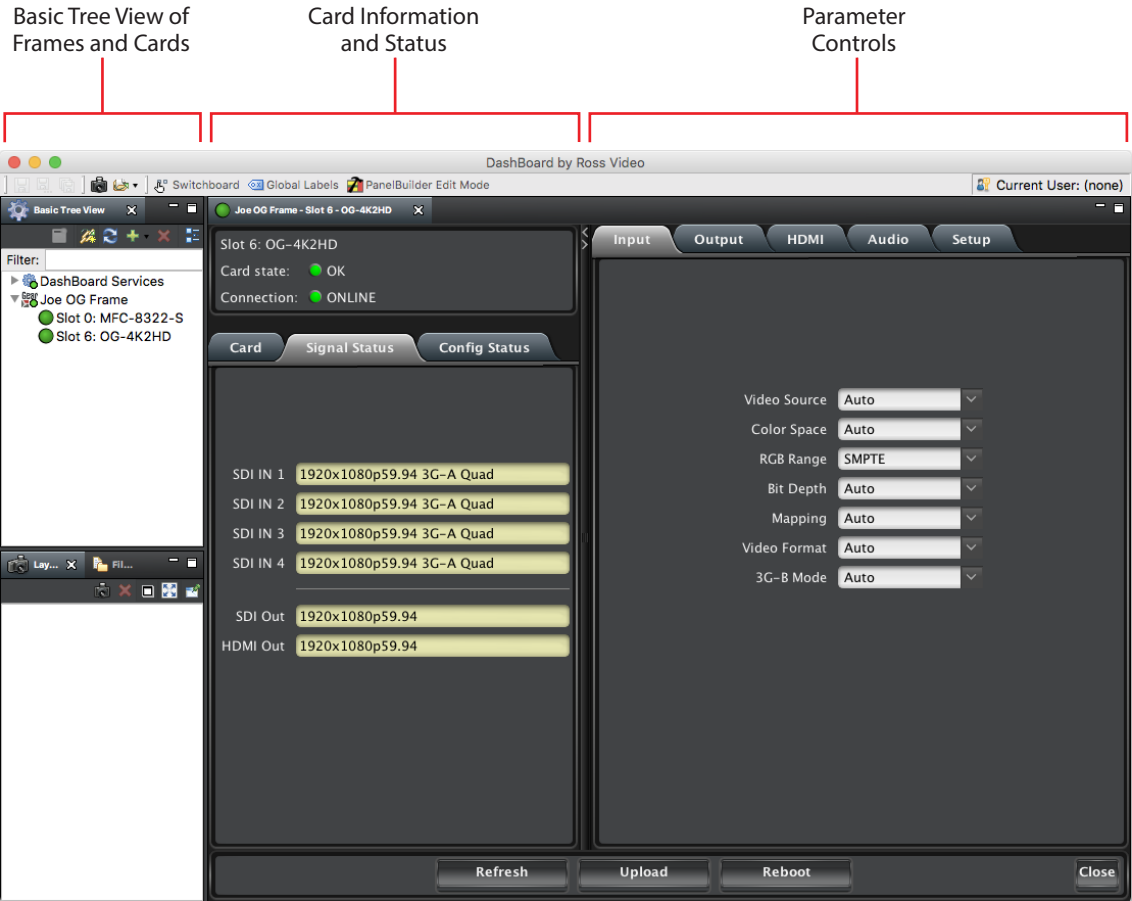 Basic Tree View of
Frames and Cards
Card Information
and Status
Parameter
Controls
DashBoard by Ross Video
Switchboard Global Labels PanelBuilder Edit Mode
Current User: (none)
Basic Tree View
Filter:
DashBoard Services
Joe OG Frame
Slot 0: MFC-8322-S
Slot 6: OG-4K2HD
Lay...
Fil...
Joe OG Frame - Slot 6 - OG-4K2HD
Slot 6: OG-4K2HD
Card state: OK
Connection: ONLINE
Card Signal Status Config Status
SDI IN 1 1920x1080p59.94 3G-A Quad
SDI IN 2 1920x1080p59.94 3G-A Quad
SDI IN 3 1920x1080p59.94 3G-A Quad
SDI IN 4 1920x1080p59.94 3G-A Quad
SDI Out 1920x1080p59.94
HDMI Out 1920x1080p59.94
Input Output HDMI Audio Setup
Video Source Auto
Color Space Auto
RGB Range SMPTE
Bit Depth Auto
Mapping Auto
Video Format Auto
3G-B Mode Auto
Refresh Upload Reboot Close